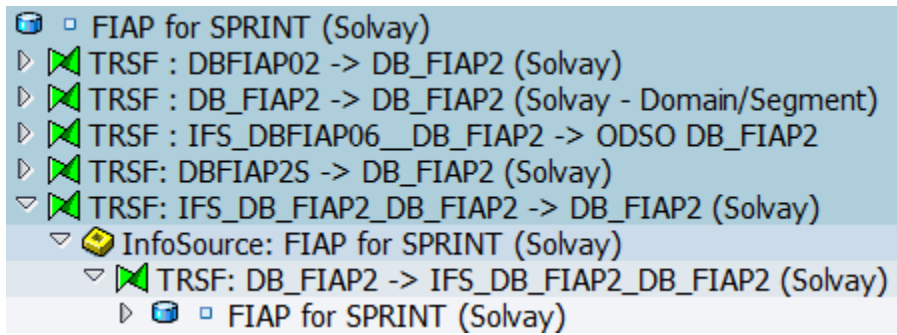 FIAP for SPRINT (Solvay)
TRSF : DBFIAP02 -> DB_FIAP2 (Solvay)
TRSF : DB_FIAP2 -> DB_FIAP2 (Solvay - Domain/Segment)
TRSF : IFS_DBFIAP06__DB_FIAP2 -> ODSO DB_FIAP2
TRSF: DBFIAP2S -> DB_FIAP2 (Solvay)
TRSF: IFS_DB_FIAP2_DB_FIAP2 -> DB_FIAP2 (Solvay)
InfoSource: FIAP for SPRINT (Solvay)
TRSF: DB_FIAP2 -> IFS_DB_FIAP2_DB_FIAP2 (Solvay)
FIAP for SPRINT (Solvay)